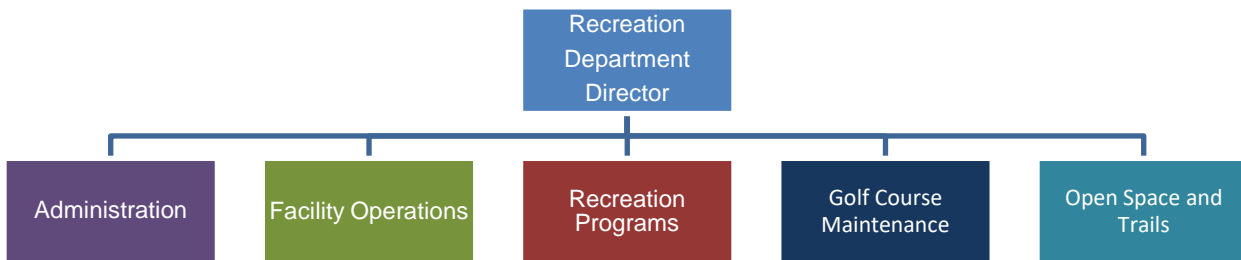 Recreation
Department
Director
Administration
Facility Operations
Recreation
Programs
Golf Course
Maintenance
Open Space and
Trails